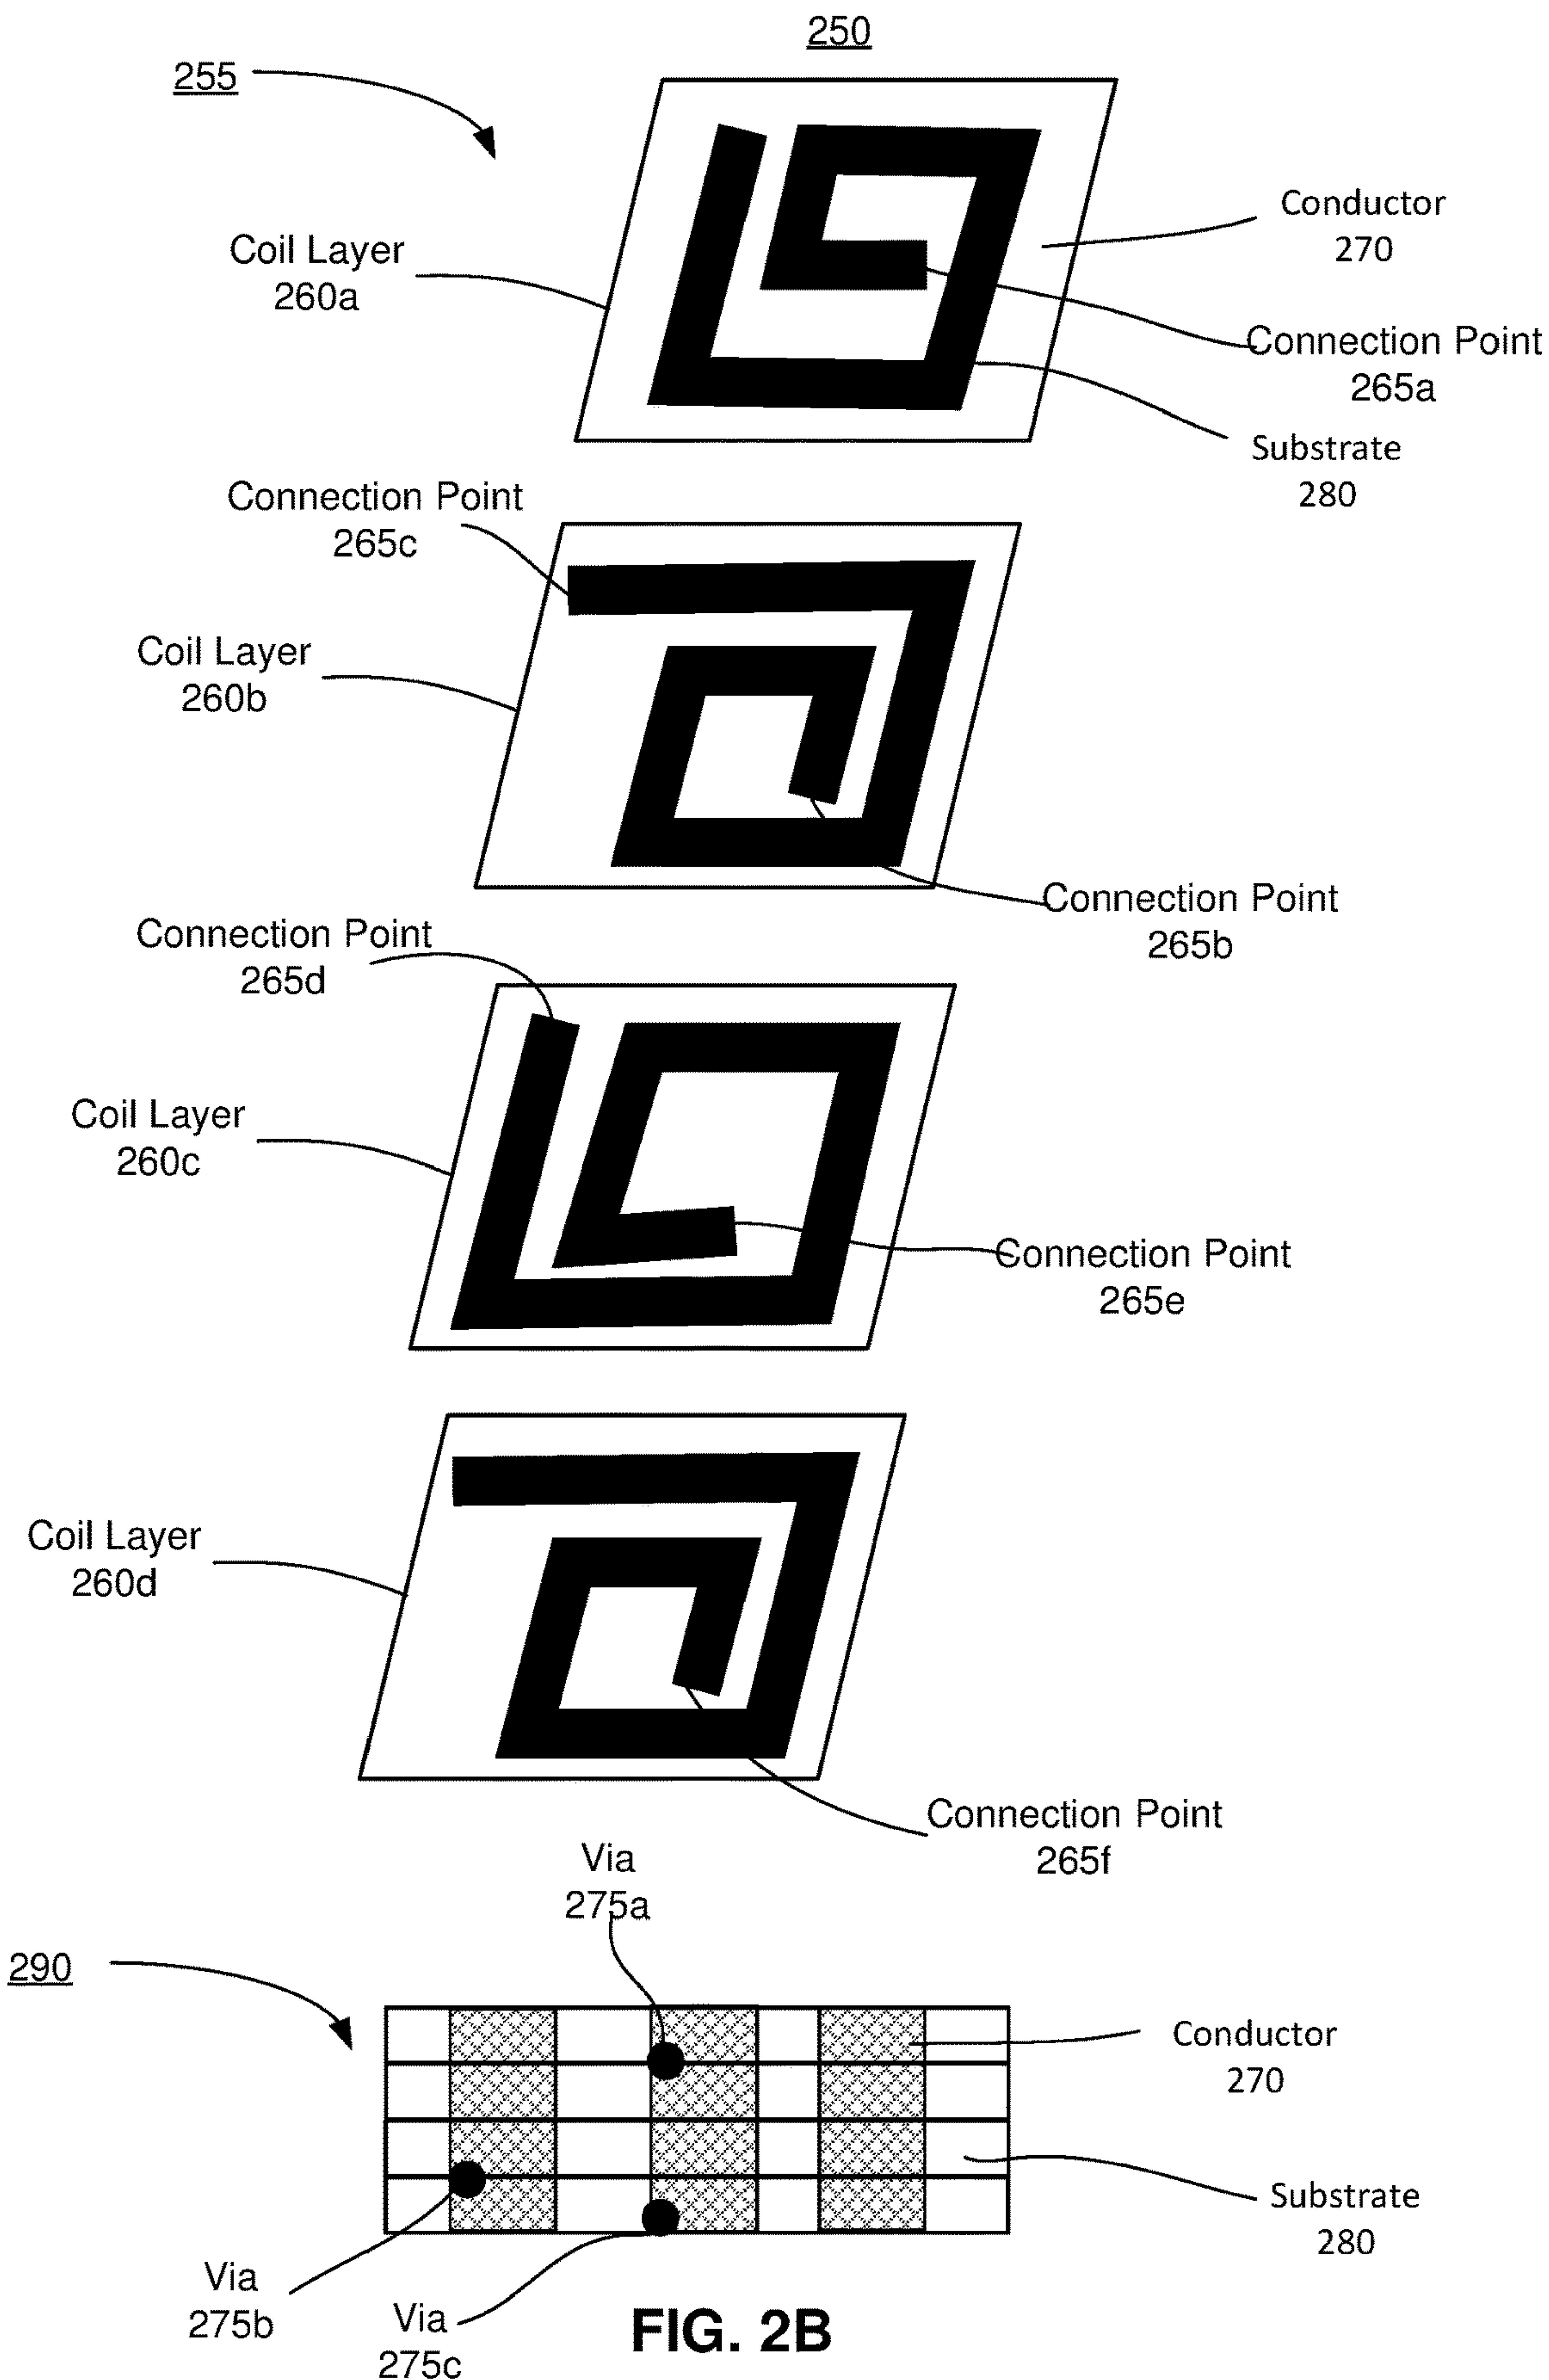 250
255
Coil Layer
260a
Conductor
270
Connection Point
265a
Substrate
280
Connection Point
265c
Coil Layer
260b
Connection Point
265b
Connection Point
265d
Coil Layer
260c
Connection Point
265e
Coil Layer
260d
Connection Point
265f
Via
275a
290
Conductor
270
Substrate
280
Via
275b
Via
275c
FIG. 2B